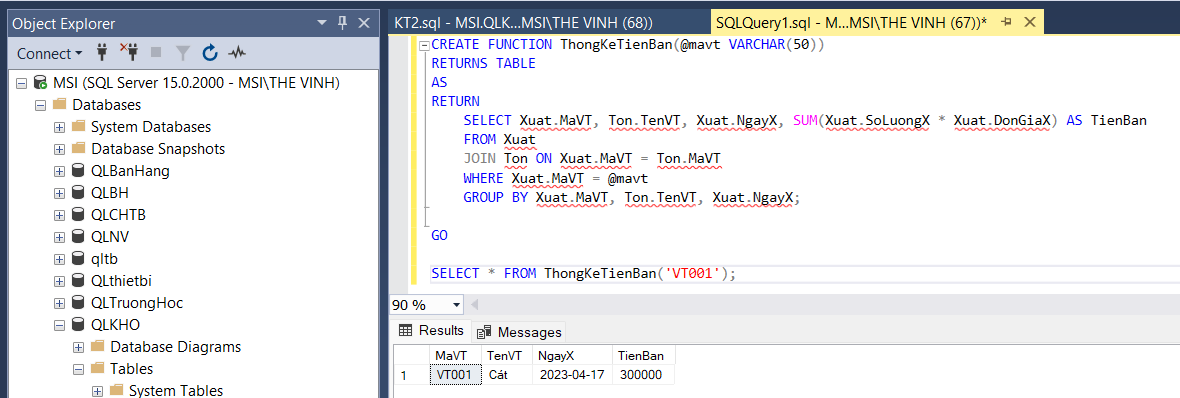 Object Explorer
Connect
MSI (SQL Server 15.0.2000 - MSI\THE VINH)
Databases
System Databases
Database Snapshots
QLBanHang
QLBH
QLCHTB
QLNV
qltb
QLthietbi
QLTruongHoc
QLKHO
Database Diagrams
Tables
System Tables
KT2.sql - MSI.QLK...MSI\THE VINH (68))
SQLQuery1.sql - M...MSI\THE VINH (67))*
CREATE FUNCTION ThongKeTienBan(@mavt VARCHAR(50))
RETURNS TABLE
AS
RETURN
SELECT Xuat.MaVT, Ton.TenVT, Xuat.NgayX, SUM(Xuat.SoLuongX * Xuat.DonGiaX) AS TienBan
FROM Xuat
JOIN Ton ON Xuat.MaVT = Ton.MaVT
WHERE Xuat.MaVT = @mavt
GROUP BY Xuat.MaVT, Ton.TenVT, Xuat.NgayX;
GO
SELECT * FROM ThongKeTienBan('VT001');
90 %
Results Messages
MaVT TenVT NgayX TienBan
1 VT001 Cát 2023-04-17 300000